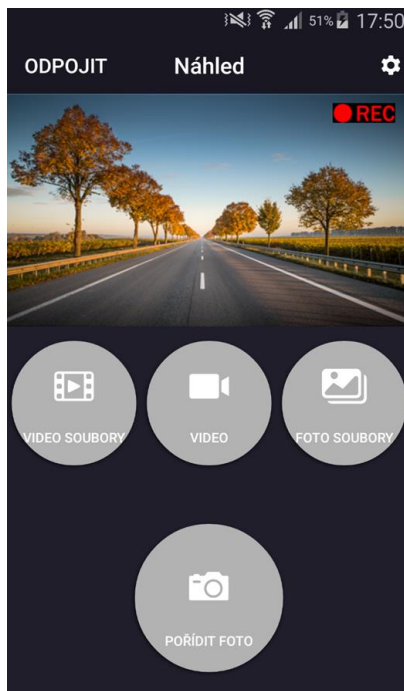 51% 17:50
ODPOJIT Náhled
REC
VIDEO SOUBORY VIDEO FOTO SOUBORY
POŘÍDIT FOTO